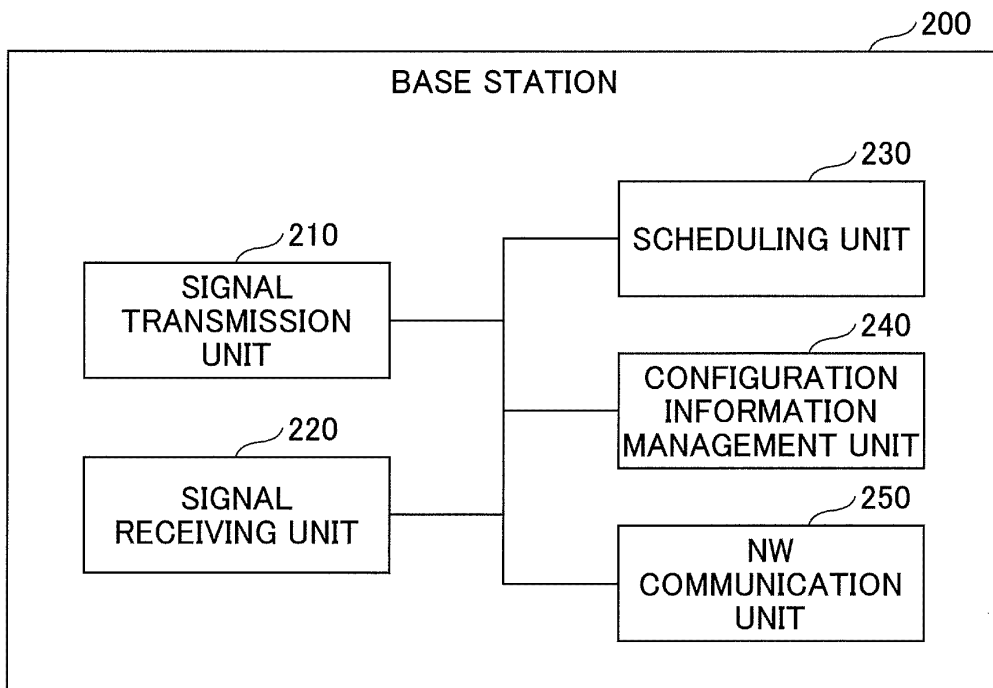 200
BASE STATION
230
SCHEDULING UNIT
210
SIGNAL
TRANSMISSION
UNIT
240
CONFIGURATION
INFORMATION
MANAGEMENT UNIT
220
SIGNAL
RECEIVING UNIT
250
NW
COMMUNICATION
UNIT